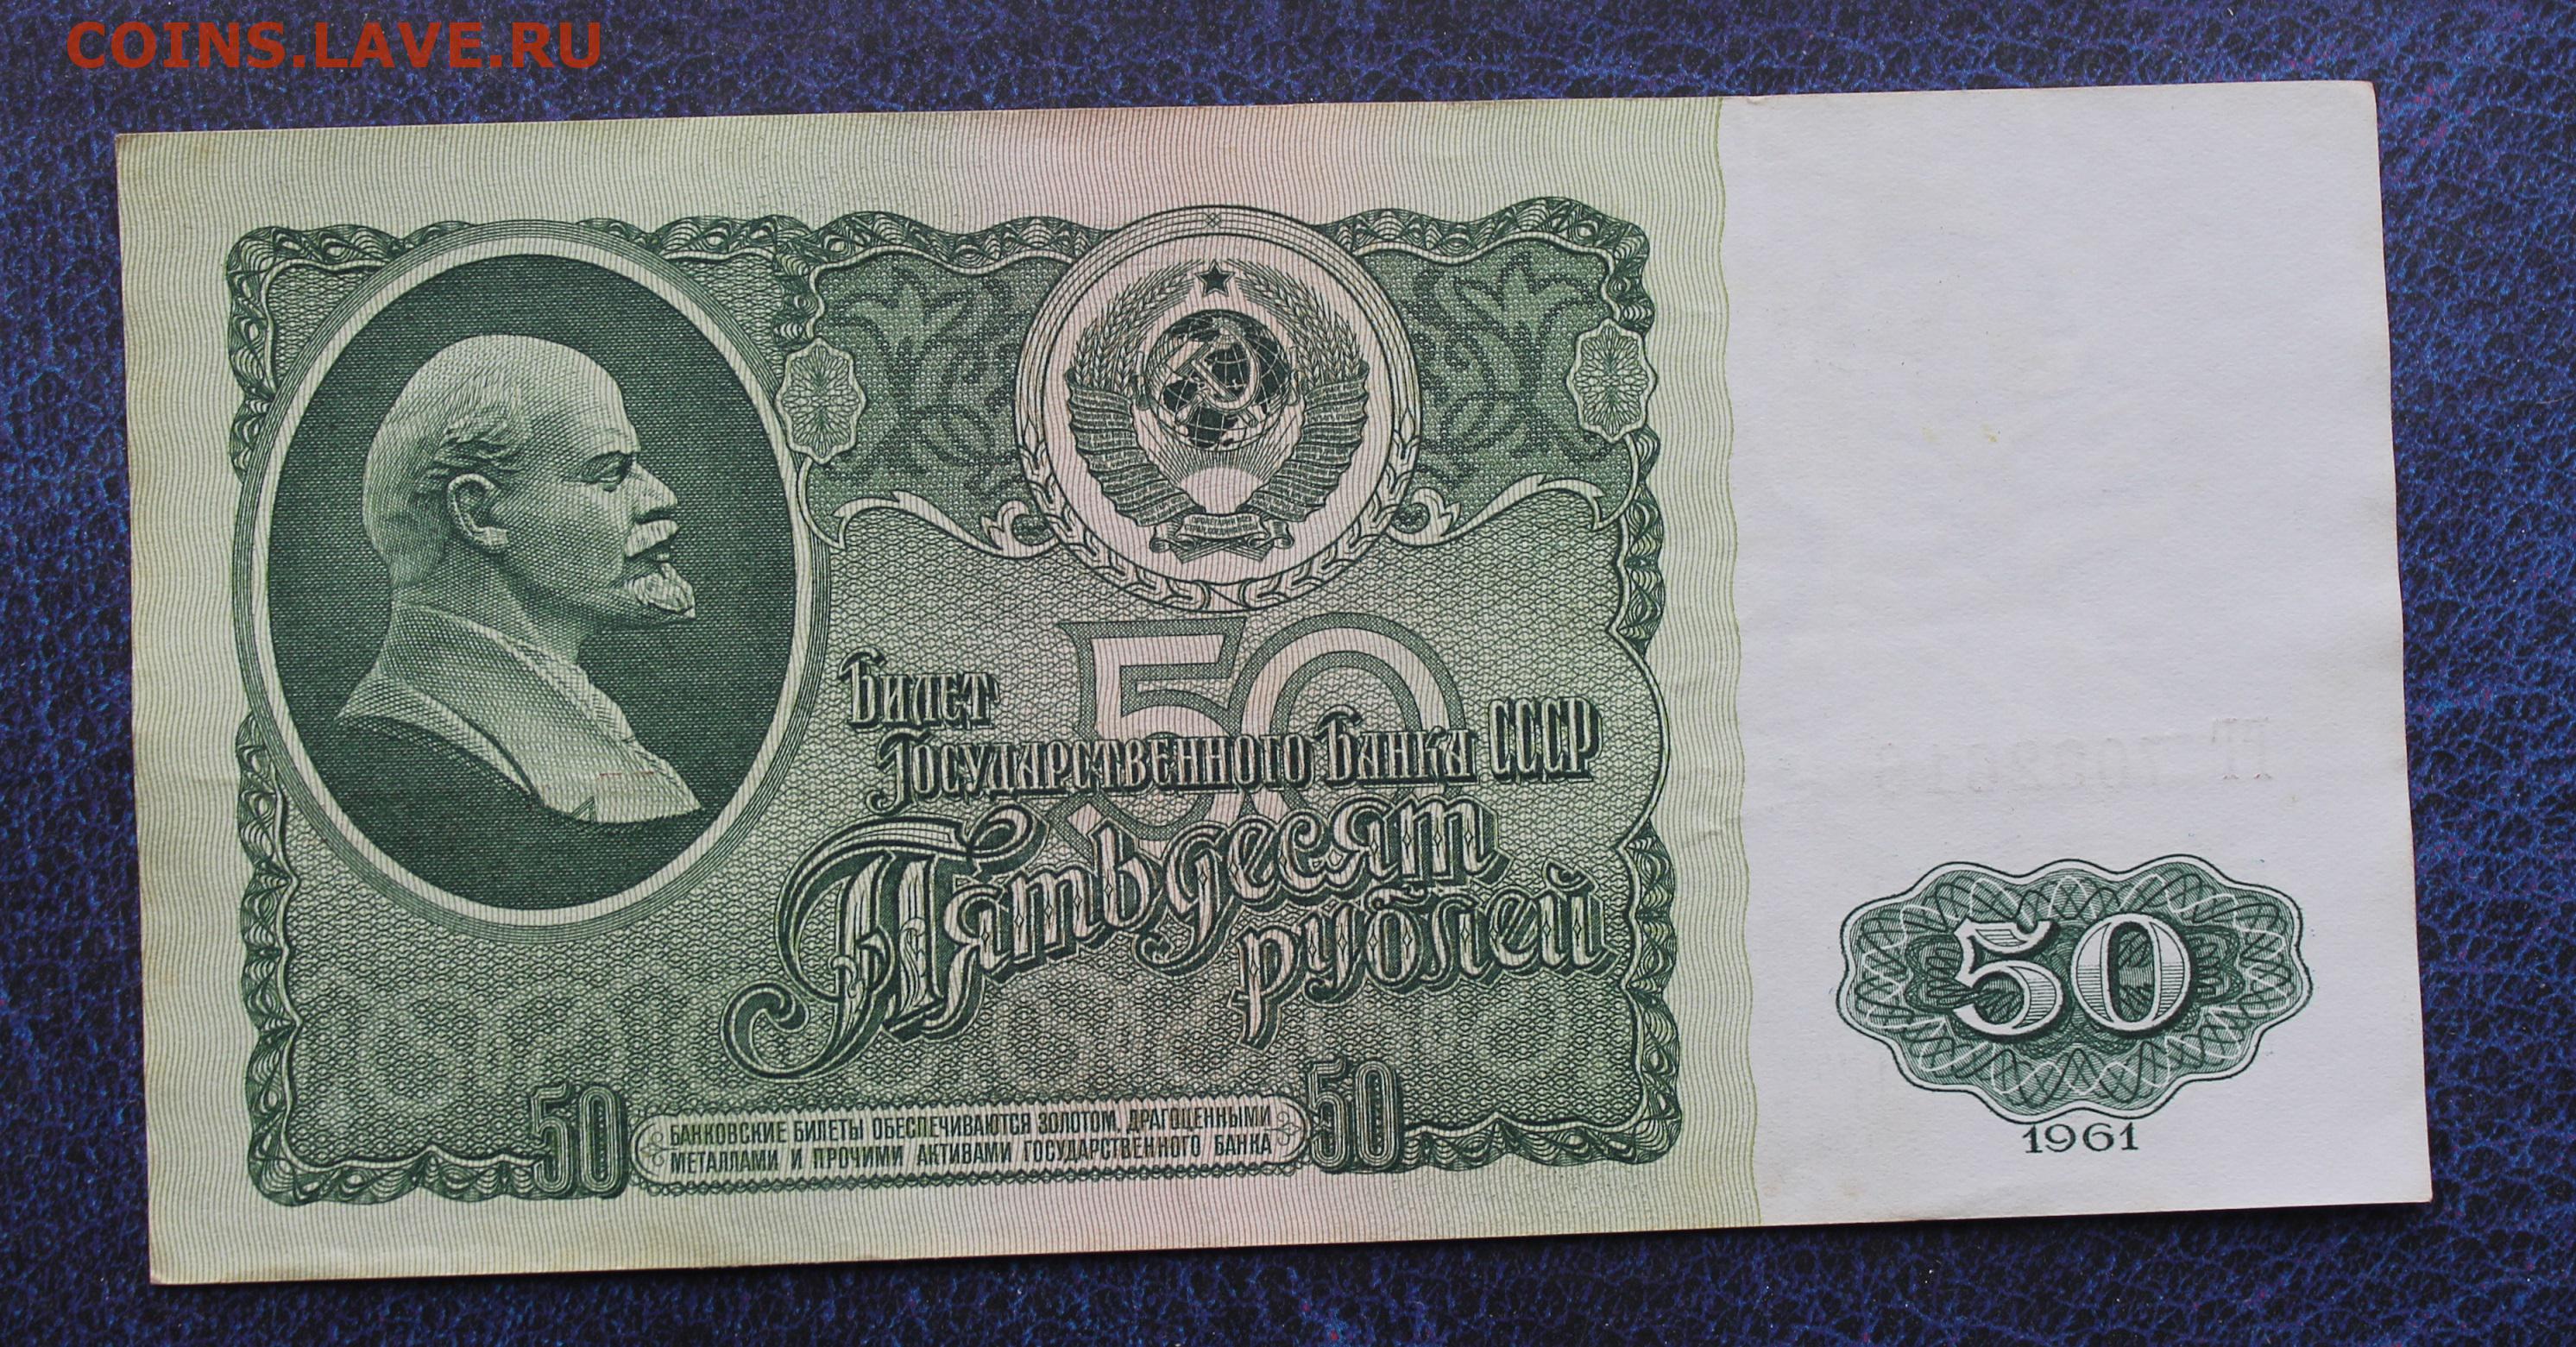 COINS.LAVE.RU
50
Билет
Государственного Банка СССР
Пятьдесят
рублей
50
50
БАНКОВСКИЕ БИЛЕТЫ ОБЕСПЕЧИВАЮТСЯ ЗОЛОТОМ, ДРАГОЦЕННЫМИ
МЕТАЛЛАМИ И ПРОЧИМИ АКТИВАМИ ГОСУДАРСТВЕННОГО БАНКА
50
1961